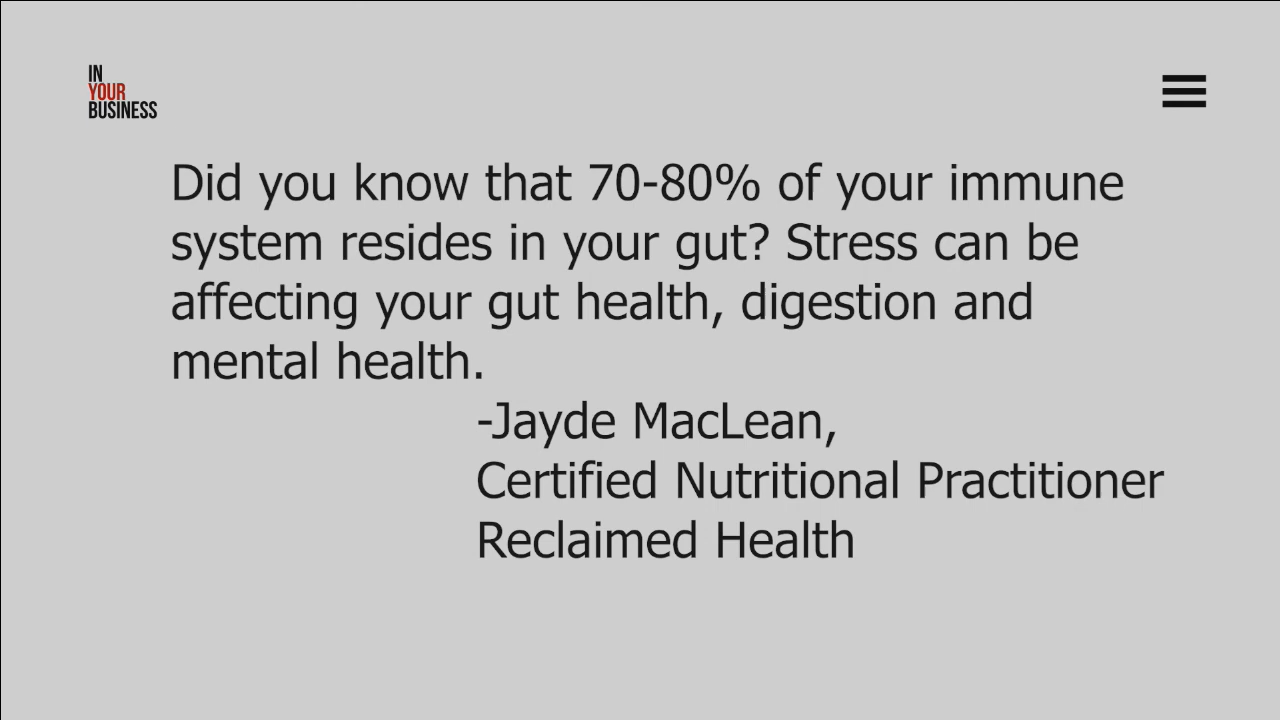 IN
YOUR
BUSINESS
Did you know that 70-80% of your immune
system resides in your gut? Stress can be
affecting your gut health, digestion and
mental health.
-Jayde MacLean,
Certified Nutritional Practitioner
Reclaimed Health